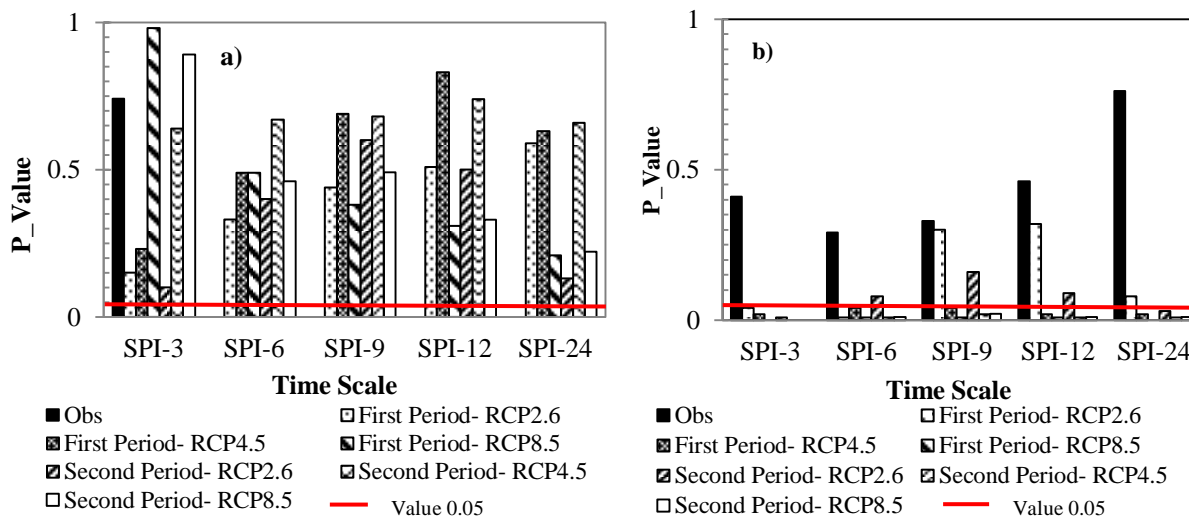 a)
P_Value
1
0.5
0
SPI-3 SPI-6 SPI-9 SPI-12 SPI-24
Time Scale
Obs First Period- RCP2.6
First Period- RCP4.5 First Period- RCP8.5
Second Period- RCP2.6 Second Period- RCP4.5
Second Period- RCP8.5 Value 0.05
b)
P_Value
1
0.5
0
SPI-3 SPI-6 SPI-9 SPI-12 SPI-24
Time Scale
Obs First Period- RCP2.6
First Period- RCP4.5 First Period- RCP8.5
Second Period- RCP2.6 Second Period- RCP4.5
Second Period- RCP8.5 Value 0.05